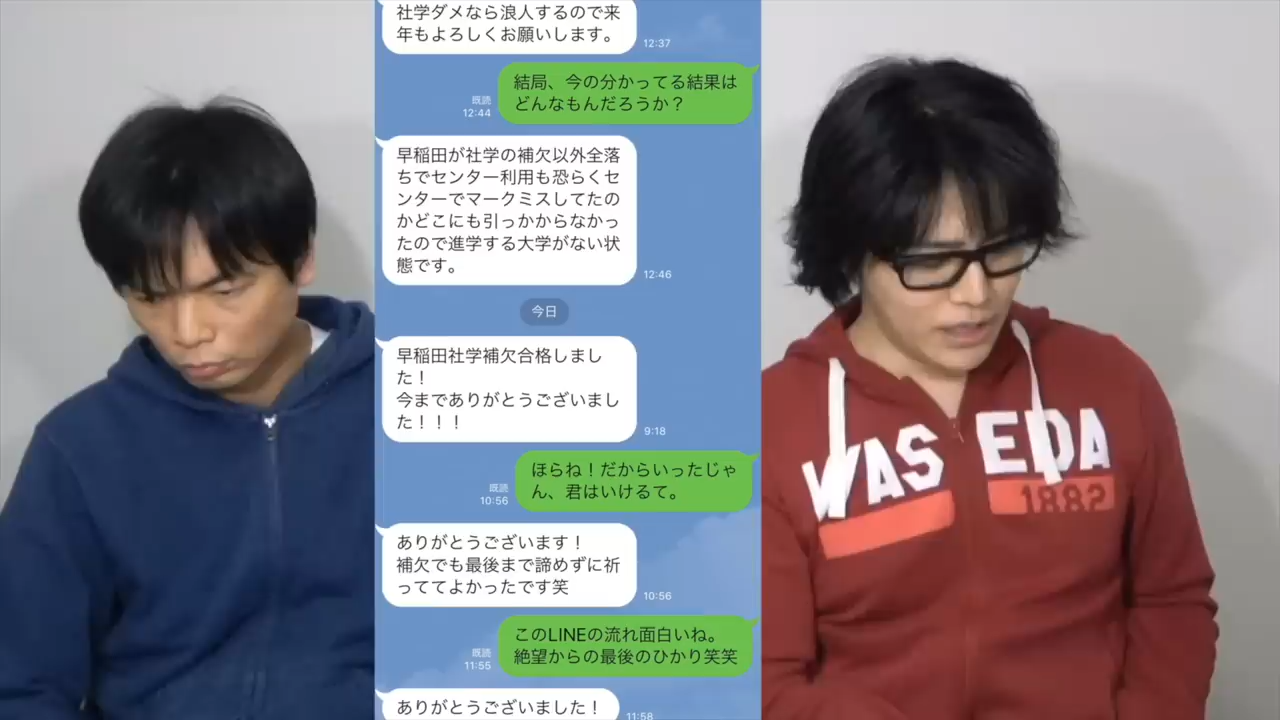 社学ダメなら浪人するので来
年もよろしくお願いします。
12:37
結局、今の分かってる結果は
どんなもんだろうか？
既読
12:44
早稲田が社学の補欠以外全落
ちでセンター利用も恐らくセ
ンターでマークミスしてたの
かどこにも引っかからなかっ
たので進学する大学がない状
態です。
12:46
今日
早稲田社学補欠合格しまし
た！
今までありがとうございまし
た！！！
9:18
ほらね！だからいったじゃ
ん、君はいけるて。
既読
10:56
ありがとうございます！
補欠でも最後まで諦めずに祈
っててよかったです笑
10:56
このLINEの流れ面白いね。
絶望からの最後のひかり笑笑
既読
11:55
ありがとうございました！
11:58
WASEDA
1882